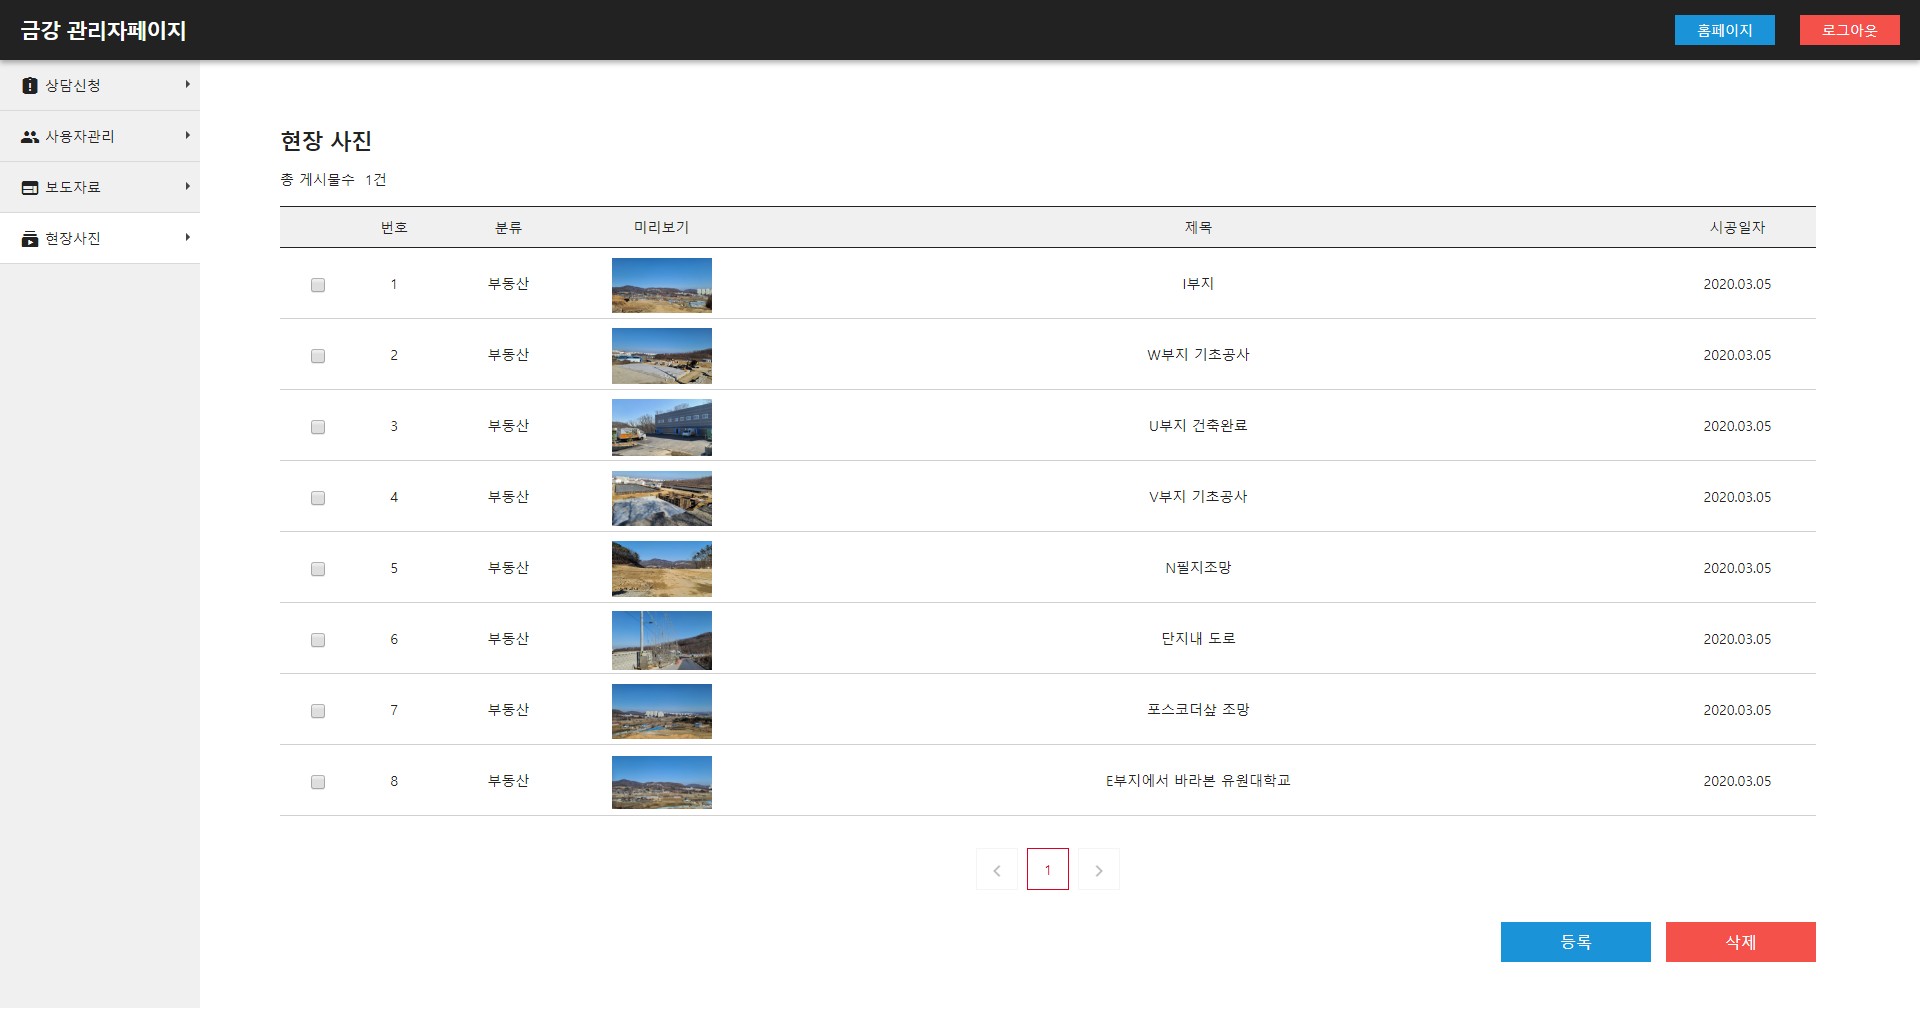 금강 관리자페이지 홈페이지 로그아웃
상담신청
사용자관리
보도자료
현장사진
현장 사진
총 게시물수 1건
번호 분류 미리보기 제목 시공일자
1 부동산 I부지 2020.03.05
2 부동산 W부지 기초공사 2020.03.05
3 부동산 U부지 건축완료 2020.03.05
4 부동산 V부지 기초공사 2020.03.05
5 부동산 N필지조망 2020.03.05
6 부동산 단지내 도로 2020.03.05
7 부동산 포스코더샾 조망 2020.03.05
8 부동산 E부지에서 바라본 유원대학교 2020.03.05
1
등록 삭제